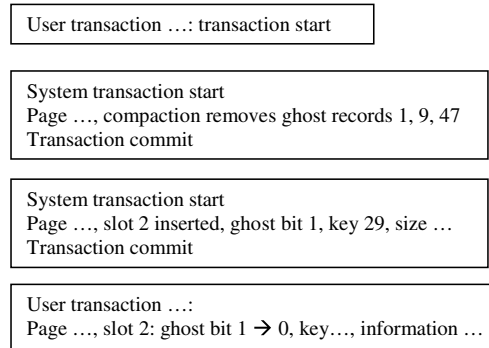 User transaction …: transaction start
System transaction start
Page …, compaction removes ghost records 1, 9, 47
Transaction commit
System transaction start
Page …, slot 2 inserted, ghost bit 1, key 29, size …
Transaction commit
User transaction …:
Page …, slot 2: ghost bit 1 → 0, key…, information …